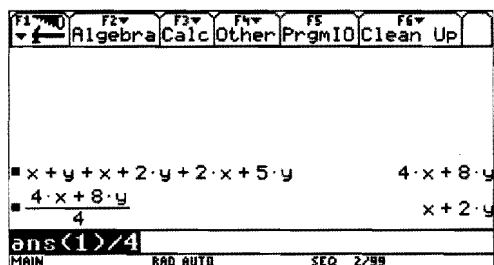 F1 F2 Algebra F3 Calc F4 Other F5 PrgmIO F6 Clean Up
x + y + x + 2·y + 2·x + 5·y 4·x + 8·y
4·x + 8·y
4
x + 2·y
ans(1)/4
MAIN RAD AUTO SEQ 2/99